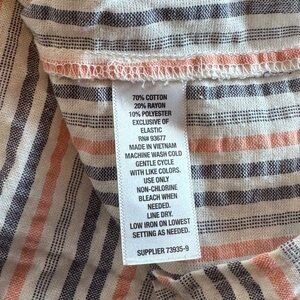 70% COTTON
20% RAYON
10% POLYESTER
EXCLUSIVE OF
ELASTIC
RN# 93677
MADE IN VIETNAM
MACHINE WASH COLD
GENTLE CYCLE
WITH LIKE COLORS.
USE ONLY
NON-CHLORINE
BLEACH WHEN
NEEDED.
LINE DRY.
LOW IRON ON LOWEST
SETTING AS NEEDED.
SUPPLIER 73935-9